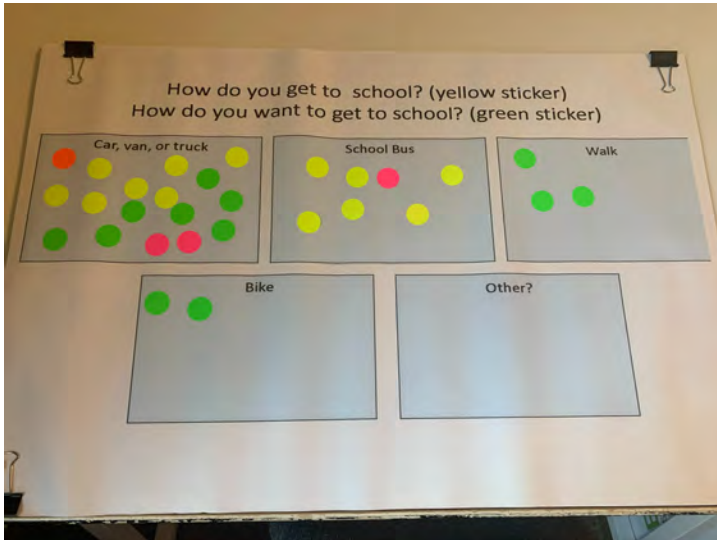 How do you get to school? (yellow sticker)
How do you want to get to school? (green sticker)
Car, van, or truck
School Bus
Walk
Bike
Other?